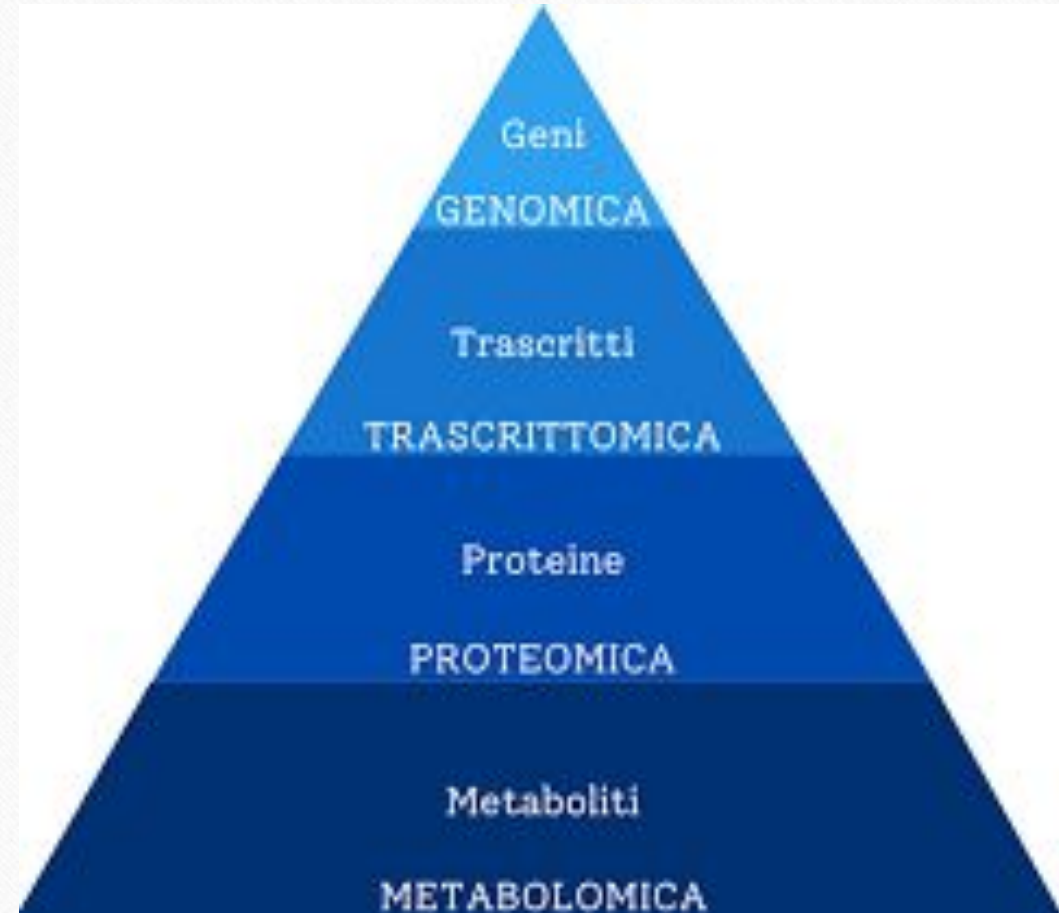 Geni
GENOMICA
Trascritti
TRASCRITTOMICA
Proteine
PROTEOMICA
Metaboliti
METABOLOMICA